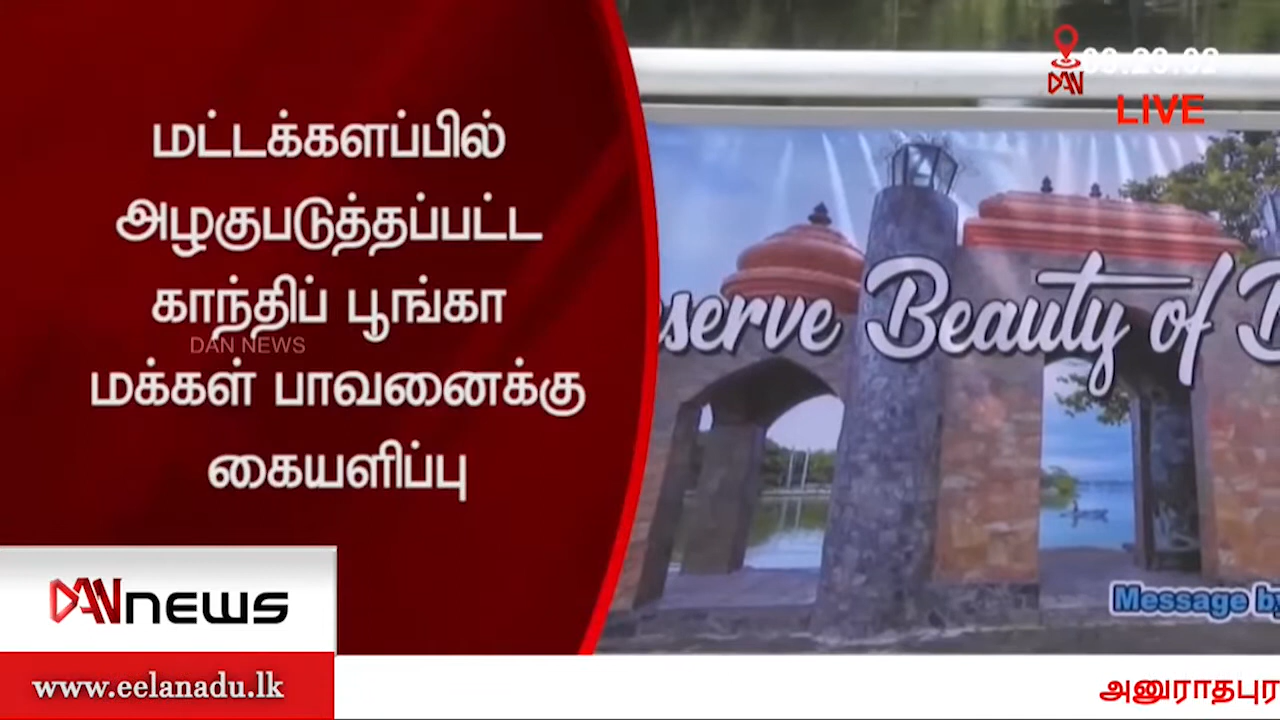 மட்டக்களப்பில்
அழகுபடுத்தப்பட்ட
காந்திப் பூங்கா
DAN NEWS
மக்கள் பாவனைக்கு
கையளிப்பு
DAN
LIVE
Beauty of
Message by
DAN news
www.eelanadu.lk
அனுராதபுர